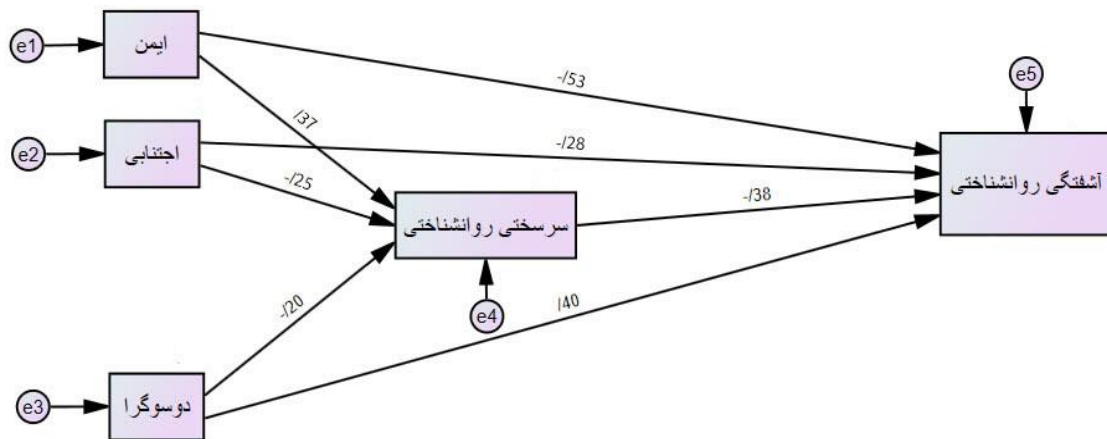 e1
ایمن
-/53
e5
/37
e2
اجتنابی
-/28
-/25
آشفتگی روانشناختی
سرسختی روانشناختی
-/38
-/20
e4
/40
e3
دوسوگرا